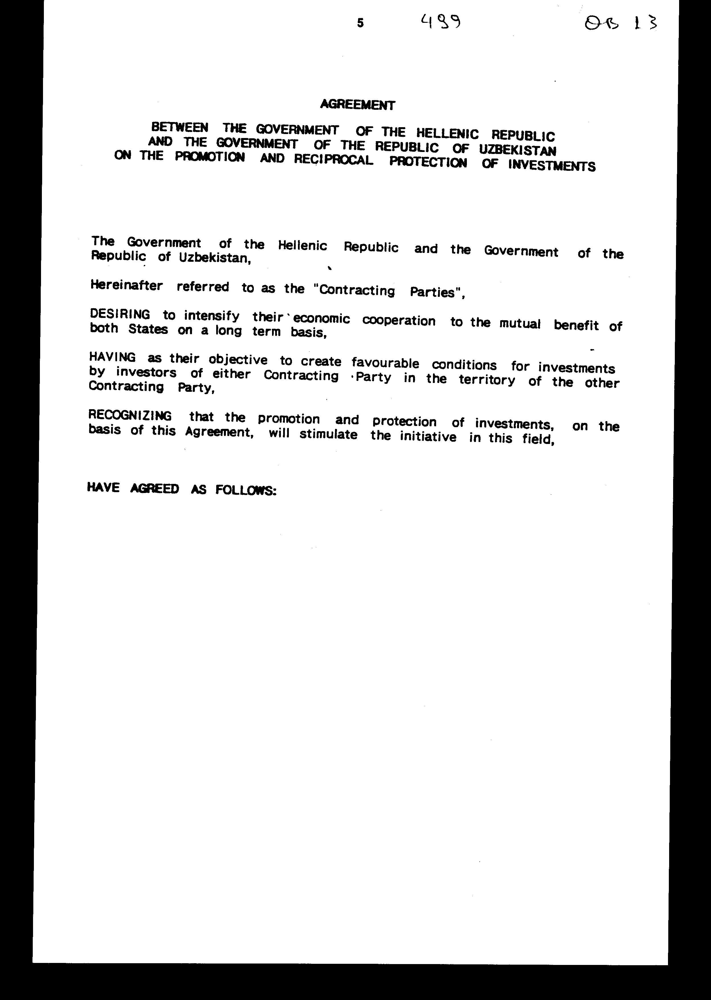 5 499 OB 13
AGREEMENT
BETWEEN THE GOVERNMENT OF THE HELLENIC REPUBLIC
AND THE GOVERNMENT OF THE REPUBLIC OF UZBEKISTAN
ON THE PROMOTION AND RECIPROCAL PROTECTION OF INVESTMENTS
The Government of the Hellenic Republic and the Government of the
Republic of Uzbekistan,
Hereinafter referred to as the "Contracting Parties",
DESIRING to intensify their economic cooperation to the mutual benefit of
both States on a long term basis,
HAVING as their objective to create favourable conditions for investments
by investors of either Contracting Party in the territory of the other
Contracting Party,
RECOGNIZING that the promotion and protection of investments, on the
basis of this Agreement, will stimulate the initiative in this field,
HAVE AGREED AS FOLLOWS: